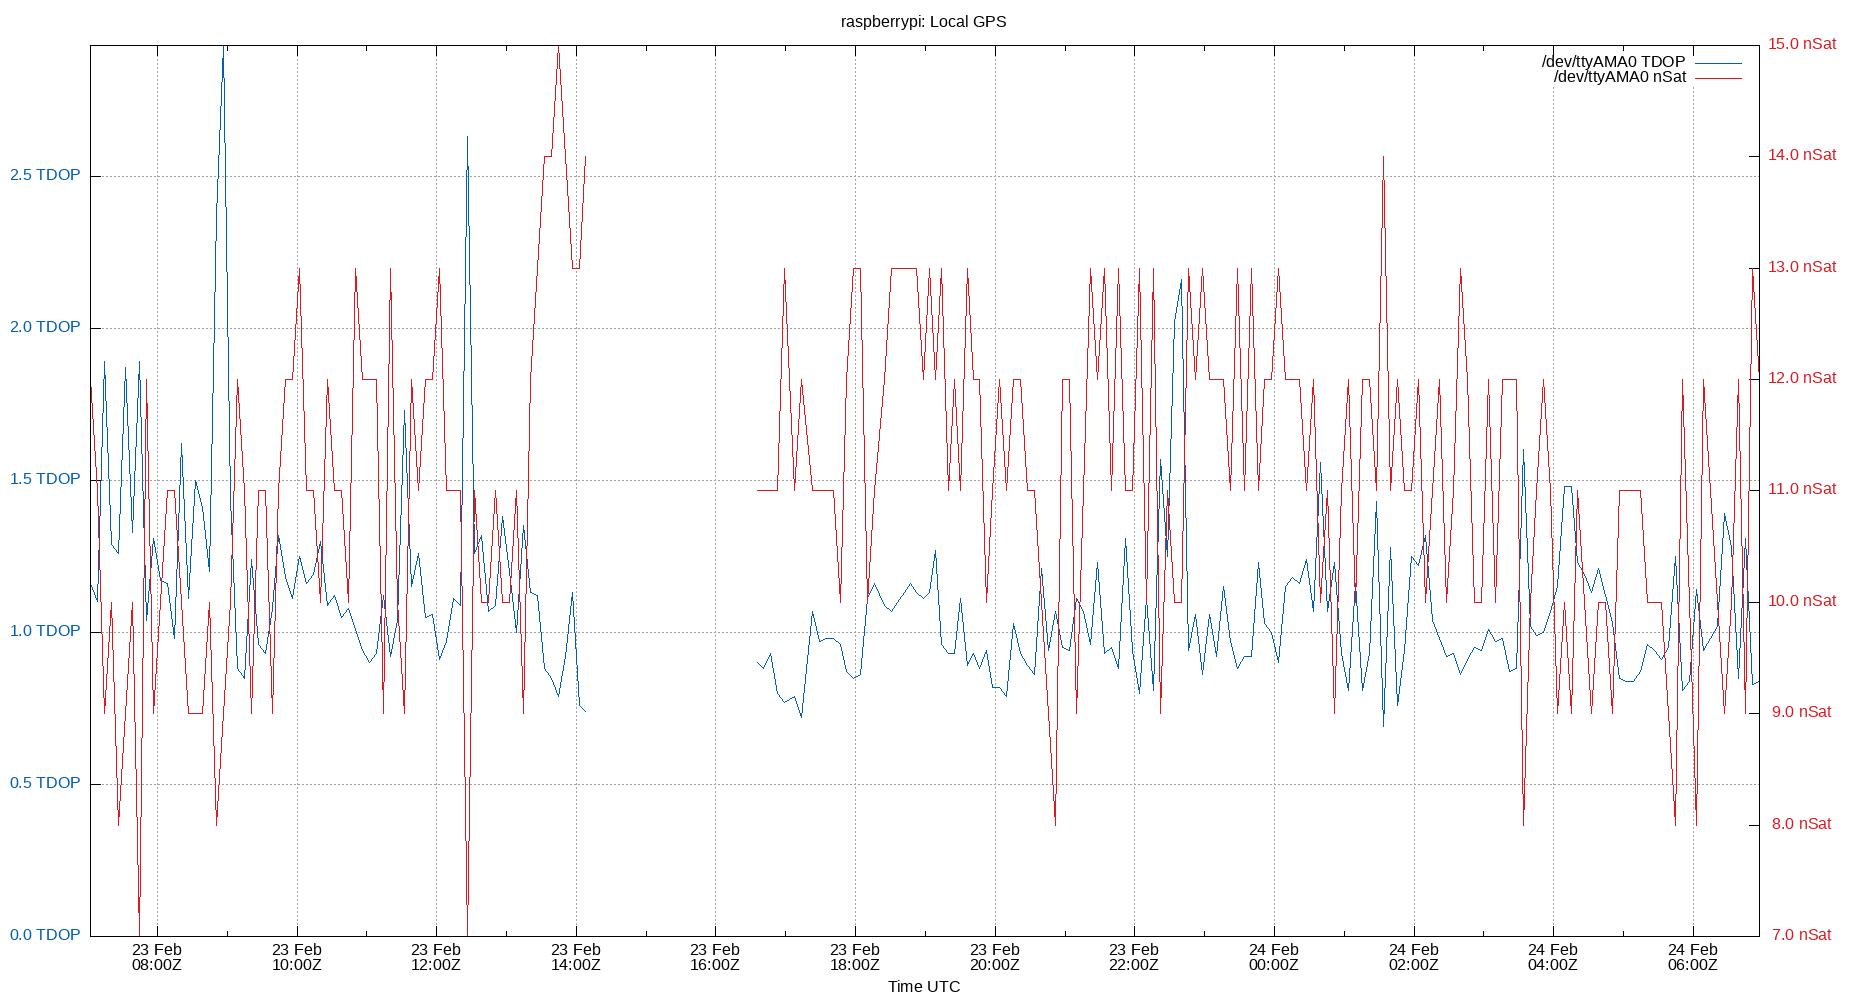 raspberrypi: Local GPS
/dev/ttyAMA0 TDOP
/dev/ttyAMA0 nSat
2.5 TDOP
2.0 TDOP
1.5 TDOP
1.0 TDOP
0.5 TDOP
0.0 TDOP
15.0 nSat
14.0 nSat
13.0 nSat
12.0 nSat
11.0 nSat
10.0 nSat
9.0 nSat
8.0 nSat
7.0 nSat
23 Feb
08:00Z
23 Feb
10:00Z
23 Feb
12:00Z
23 Feb
14:00Z
23 Feb
16:00Z
23 Feb
18:00Z
23 Feb
20:00Z
23 Feb
22:00Z
24 Feb
00:00Z
24 Feb
02:00Z
24 Feb
04:00Z
24 Feb
06:00Z
Time UTC